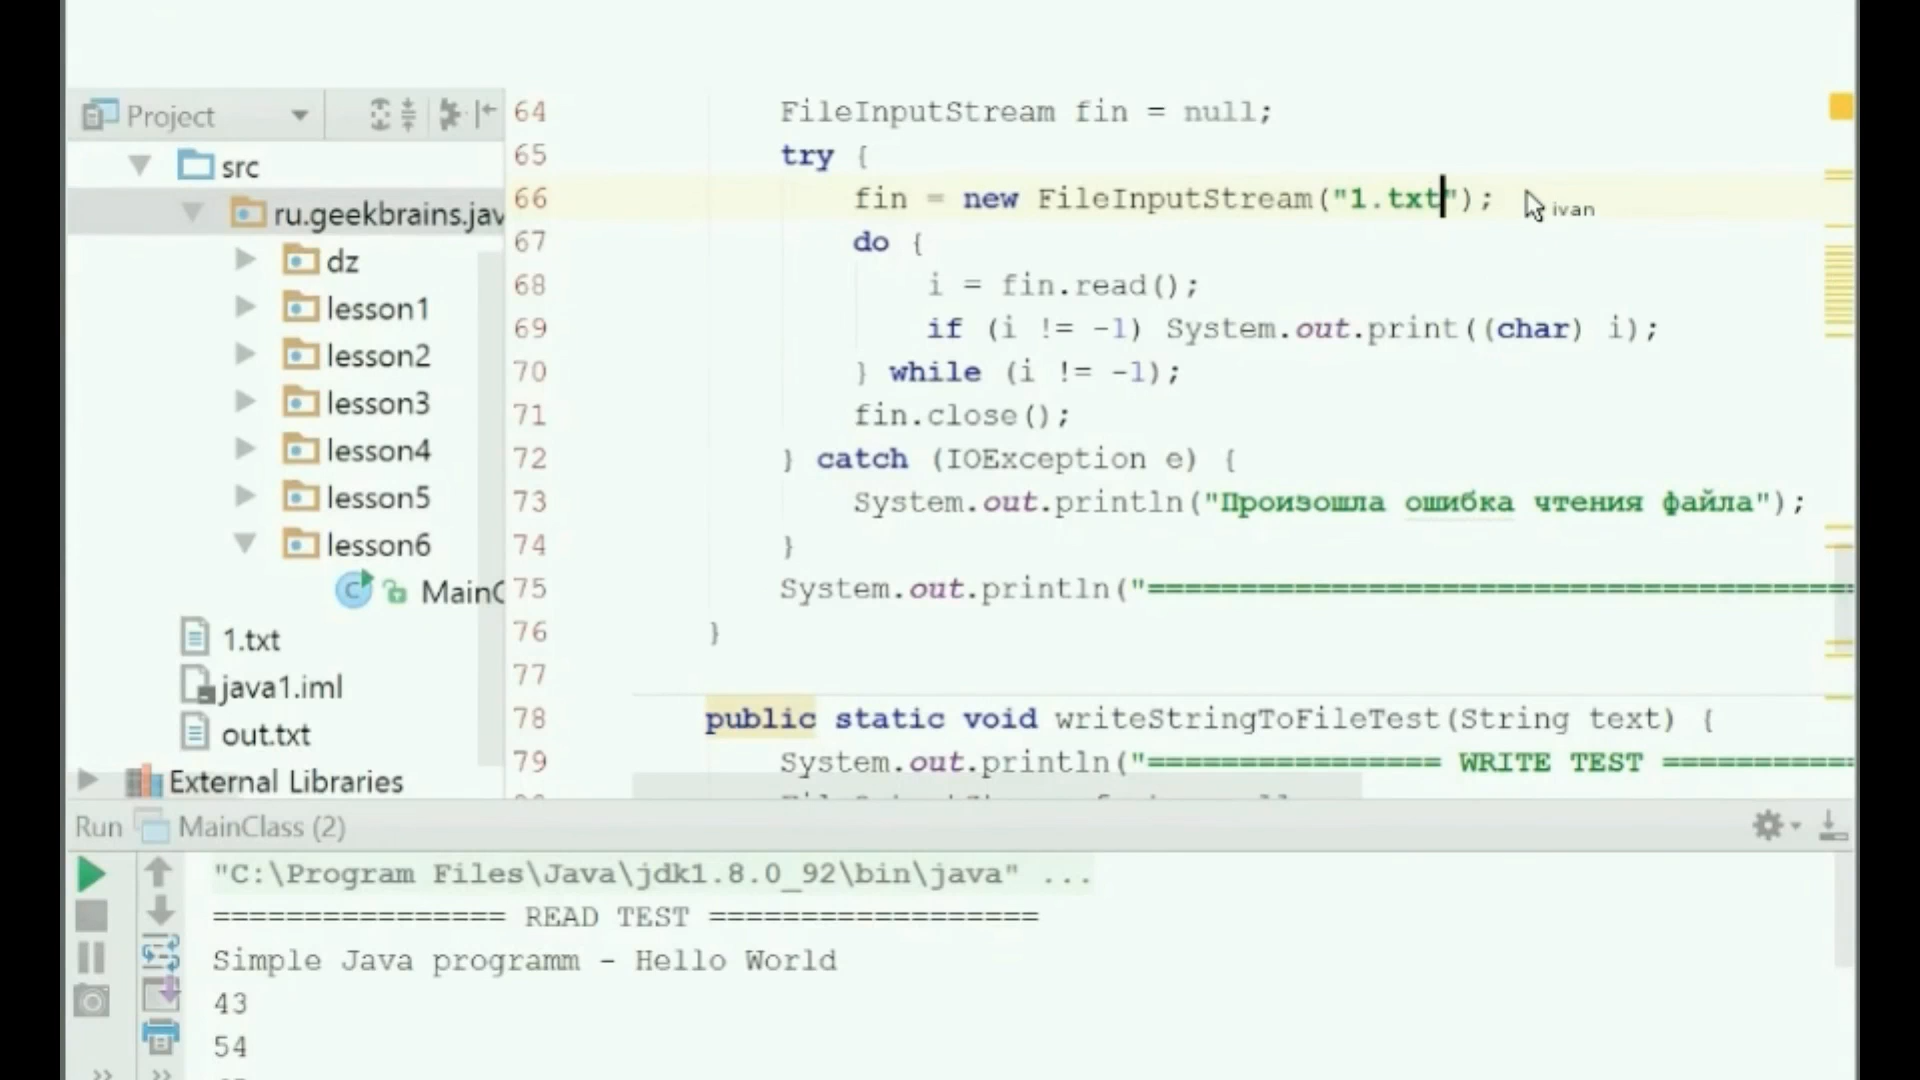 Project
src
ru.geekbrains.jav
dz
lesson1
lesson2
lesson3
lesson4
lesson5
lesson6
MainC
1.txt
java1.iml
out.txt
External Libraries
64 FileInputStream fin = null;
65 try {
66 fin = new FileInputStream("1.txt"); ivan
67 do {
68 i = fin.read();
69 if (i != -1) System.out.print((char) i);
70 } while (i != -1);
71 fin.close();
72 } catch (IOException e) {
73 System.out.println("Произошла ошибка чтения файла");
74 }
75 System.out.println("=======================================
76 }
77
78 public static void writeStringToFileTest(String text) {
79 System.out.println("================ WRITE TEST ===========
Run MainClass (2)
"C:\Program Files\Java\jdk1.8.0_92\bin\java" ...
================ READ TEST ==================
Simple Java programm - Hello World
43
54